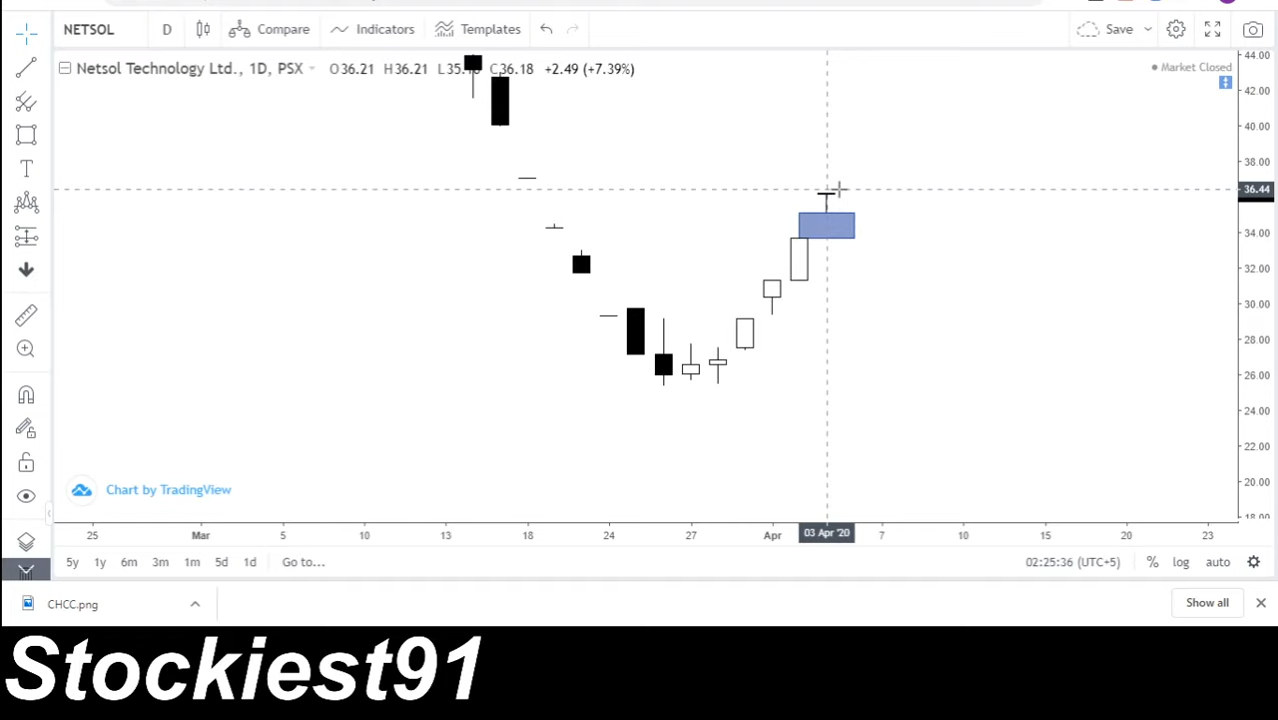 NETSOL D Compare Indicators Templates Save
Netsol Technology Ltd., 1D, PSX O36.21 H36.21 C36.18 +2.49 (+7.39%)
Market Closed
44.00
42.00
40.00
38.00
36.44
34.00
32.00
30.00
28.00
26.00
24.00
22.00
20.00
18.00
Chart by TradingView
25 Mar 5 10 13 18 24 27 Apr 03 Apr '20 7 10 15 20 23
5y 1y 6m 3m 1m 5d 1d Go to... 02:25:36 (UTC+5) % log auto
CHCC.png Show all
Stockiest91